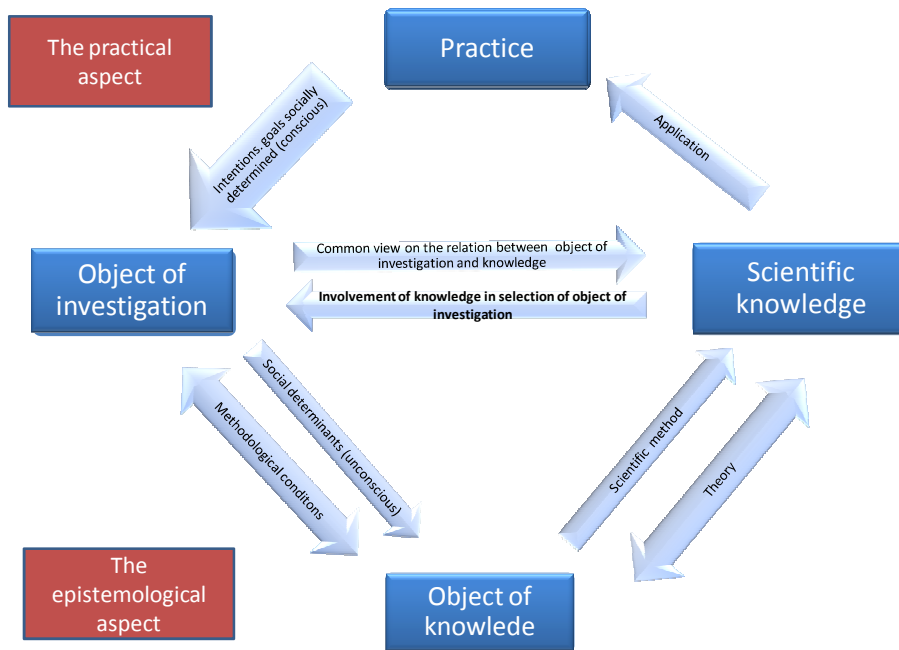 The practical
aspect
Practice
Intentions. goals socially
determined (conscious)
Application
Common view on the relation between object of
investigation and knowledge
Object of
investigation
Scientific
knowledge
Involvement of knowledge in selection of object of
investigation
Social determinants (unconscious)
Methodological conditons
Scientific method
Theory
The
epistemological
aspect
Object of
knowlede